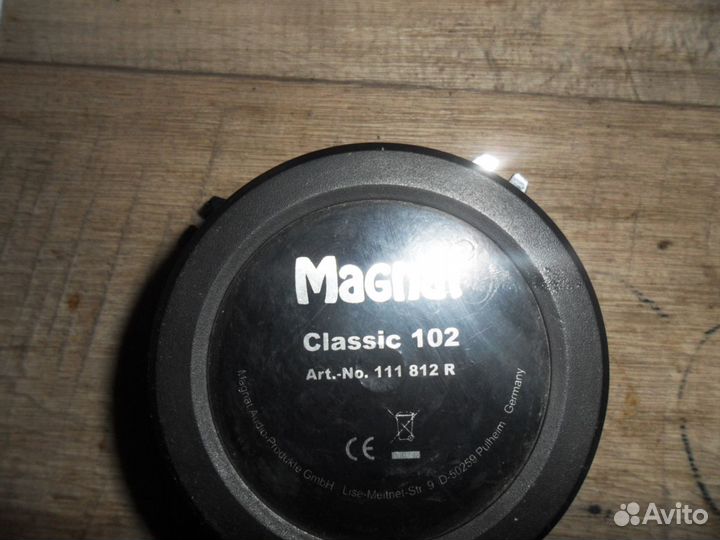 Magnat
Classic 102
Art.-No. 111 812 R
CE
Magnat Audio-Produkte GmbH Lise-Meitner-Str. 9 D-50259 Pulheim Germany
Avito